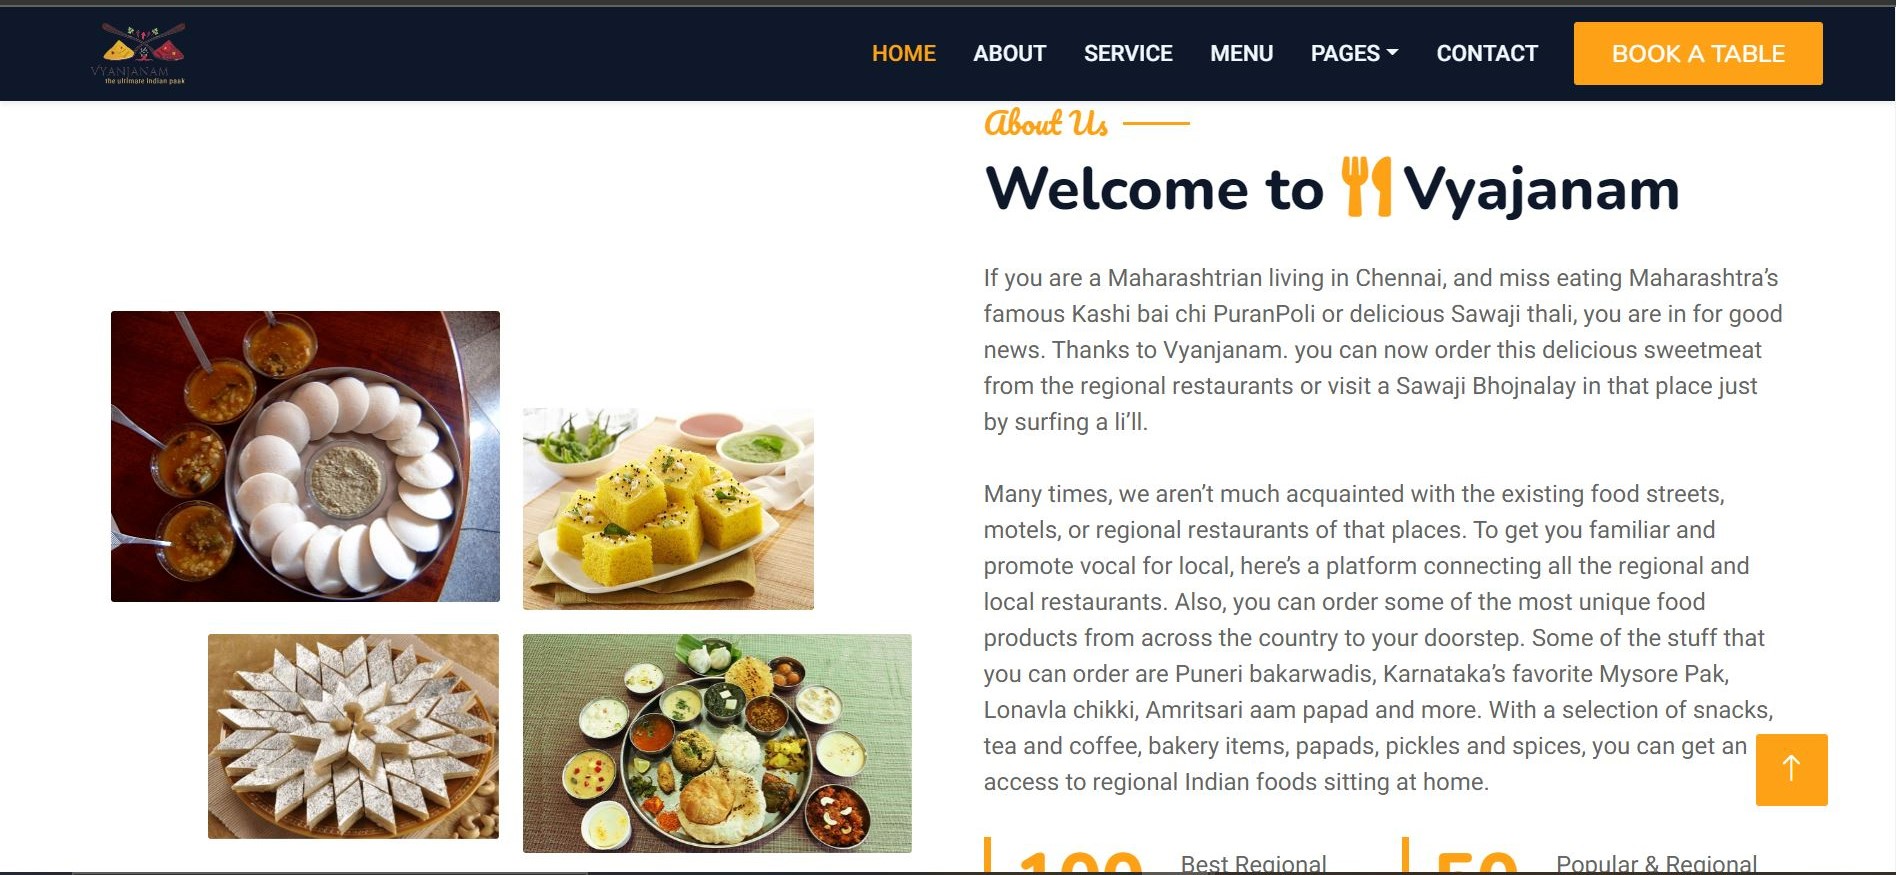 VYANJANAM
the ultimate Indian paak
HOME
ABOUT
SERVICE
MENU
PAGES
CONTACT
BOOK A TABLE
About Us
Welcome to Vyajanam
If you are a Maharashtrian living in Chennai, and miss eating Maharashtra’s
famous Kashi bai chi PuranPoli or delicious Sawaji thali, you are in for good
news. Thanks to Vyanjanam. you can now order this delicious sweetmeat
from the regional restaurants or visit a Sawaji Bhojnalay in that place just
by surfing a li’ll.
Many times, we aren’t much acquainted with the existing food streets,
motels, or regional restaurants of that places. To get you familiar and
promote vocal for local, here’s a platform connecting all the regional and
local restaurants. Also, you can order some of the most unique food
products from across the country to your doorstep. Some of the stuff that
you can order are Puneri bakarwadis, Karnataka’s favorite Mysore Pak,
Lonavla chikki, Amritsari aam papad and more. With a selection of snacks,
tea and coffee, bakery items, papads, pickles and spices, you can get an
access to regional Indian foods sitting at home.
100
Best Regional
50
Popular & Regional